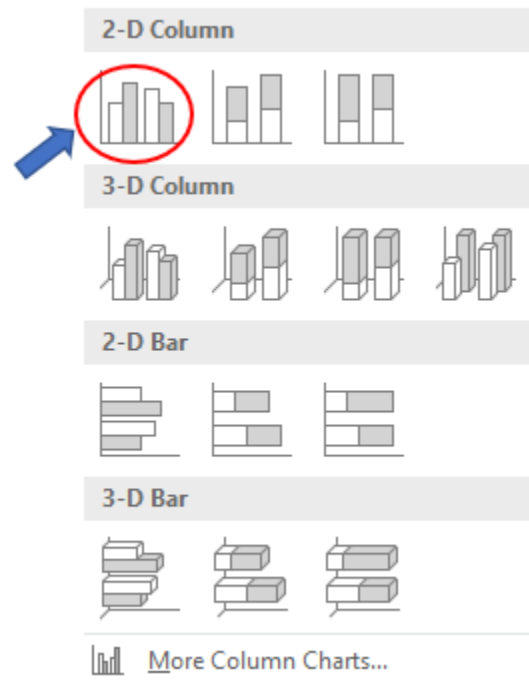 2-D Column
3-D Column
2-D Bar
3-D Bar
More Column Charts...